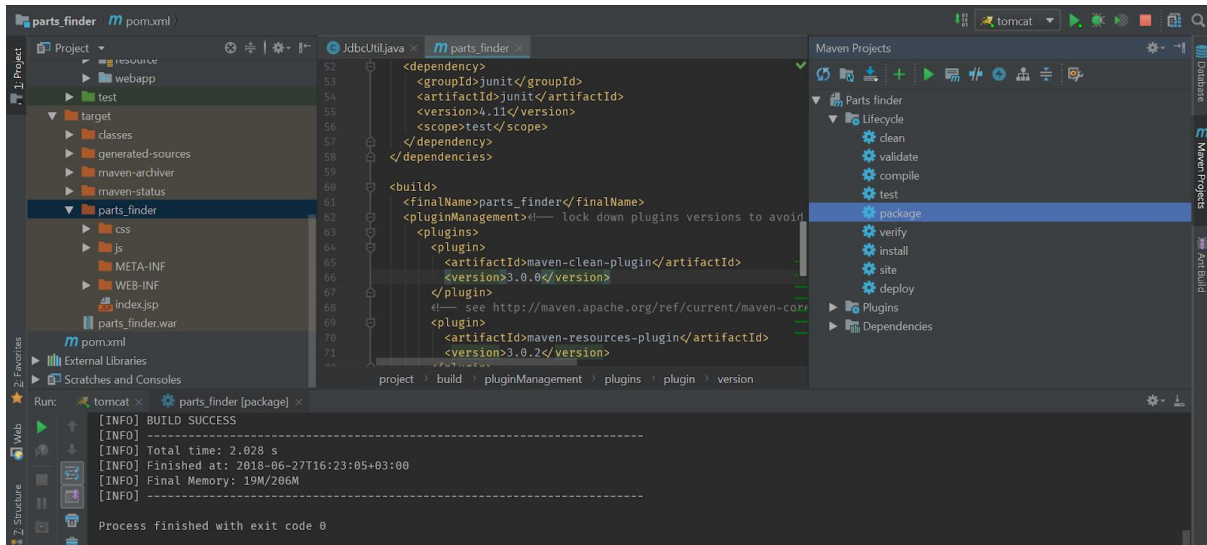 parts_finder
m pom.xml
tomcat
1: Project
Project
resource
webapp
test
target
classes
generated-sources
maven-archiver
maven-status
parts_finder
css
js
META-INF
WEB-INF
index.jsp
parts_finder.war
m pom.xml
External Libraries
Scratches and Consoles
JdbcUtil.java
m parts_finder
52 <dependency>
53 <groupId>junit</groupId>
54 <artifactId>junit</artifactId>
55 <version>4.11</version>
56 <scope>test</scope>
57 </dependency>
58 </dependencies>
59
60 <build>
61 <finalName>parts_finder</finalName>
62 <pluginManagement><!-- lock down plugins versions to avoid
63 <plugins>
64 <plugin>
65 <artifactId>maven-clean-plugin</artifactId>
66 <version>3.0.0</version>
67 </plugin>
68 <!-- see http://maven.apache.org/ref/current/maven-core
69 <plugin>
70 <artifactId>maven-resources-plugin</artifactId>
71 <version>3.0.2</version>
project › build › pluginManagement › plugins › plugin › version
Maven Projects
Parts finder
Lifecycle
clean
validate
compile
test
package
verify
install
site
deploy
Plugins
Dependencies
Database
m Maven Projects
Ant Build
2: Favorites
Web
7: Structure
Run:
tomcat
parts_finder [package]
[INFO] BUILD SUCCESS
[INFO] ------------------------------------------------------------------------
[INFO] Total time: 2.028 s
[INFO] Finished at: 2018-06-27T16:23:05+03:00
[INFO] Final Memory: 19M/206M
[INFO] ------------------------------------------------------------------------
Process finished with exit code 0